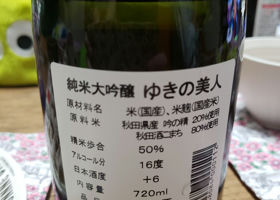 純米大吟醸 ゆきの美人
原材料名 米(国産)、米麹(国産米)
原料米 秋田県産 吟の精 20%使用
秋田酒こまち 80%使用
精米歩合 50%
アルコール分 16度
日本酒度 +6
内容量 720ml